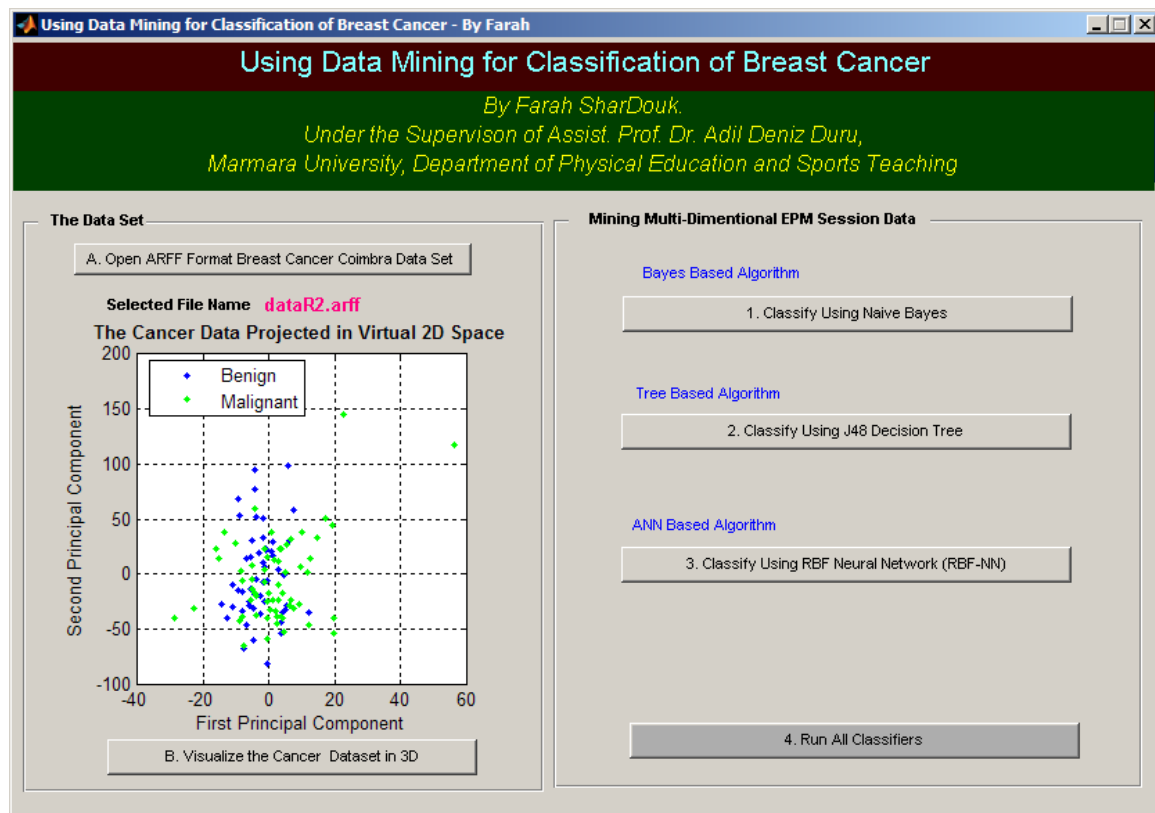 Using Data Mining for Classification of Breast Cancer - By Farah
Using Data Mining for Classification of Breast Cancer
By Farah SharDouk.
Under the Supervison of Assist. Prof. Dr. Adil Deniz Duru,
Marmara University, Department of Physical Education and Sports Teaching
The Data Set
A. Open ARFF Format Breast Cancer Coimbra Data Set
Selected File Name dataR2.arff
The Cancer Data Projected in Virtual 2D Space
200
150
100
50
0
-50
-100
Second Principal Component
Benign
Malignant
-40 -20 0 20 40 60
First Principal Component
B. Visualize the Cancer Dataset in 3D
Mining Multi-Dimentional EPM Session Data
Bayes Based Algorithm
1. Classify Using Naive Bayes
Tree Based Algorithm
2. Classify Using J48 Decision Tree
ANN Based Algorithm
3. Classify Using RBF Neural Network (RBF-NN)
4. Run All Classifiers